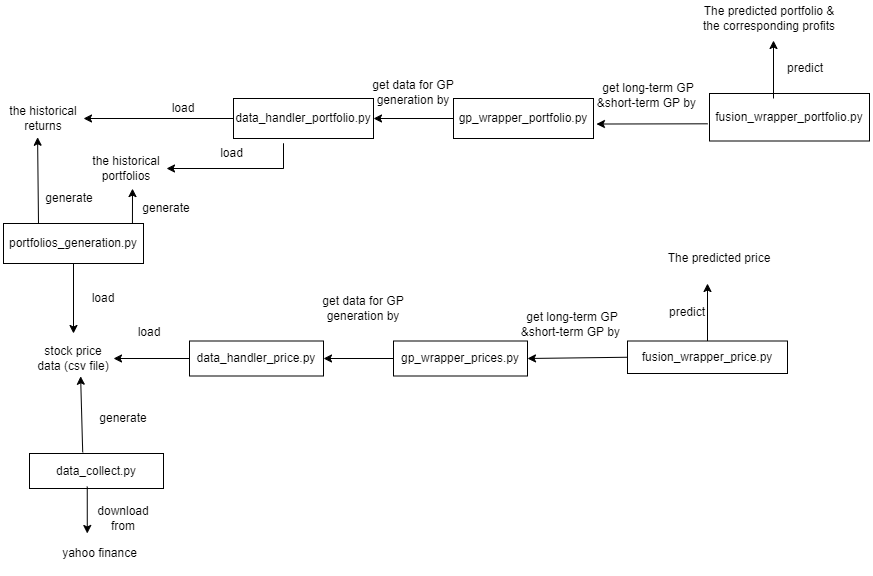 The predicted portfolio &
the corresponding profits
predict
get data for GP
generation by
get long-term GP
&short-term GP by
the historical
returns
load
data_handler_portfolio.py
gp_wrapper_portfolio.py
fusion_wrapper_portfolio.py
the historical
portfolios
load
generate
generate
portfolios_generation.py
The predicted price
load
get data for GP
generation by
get long-term GP
&short-term GP by
predict
stock price
data (csv file)
load
data_handler_price.py
gp_wrapper_prices.py
fusion_wrapper_price.py
generate
data_collect.py
download
from
yahoo finance